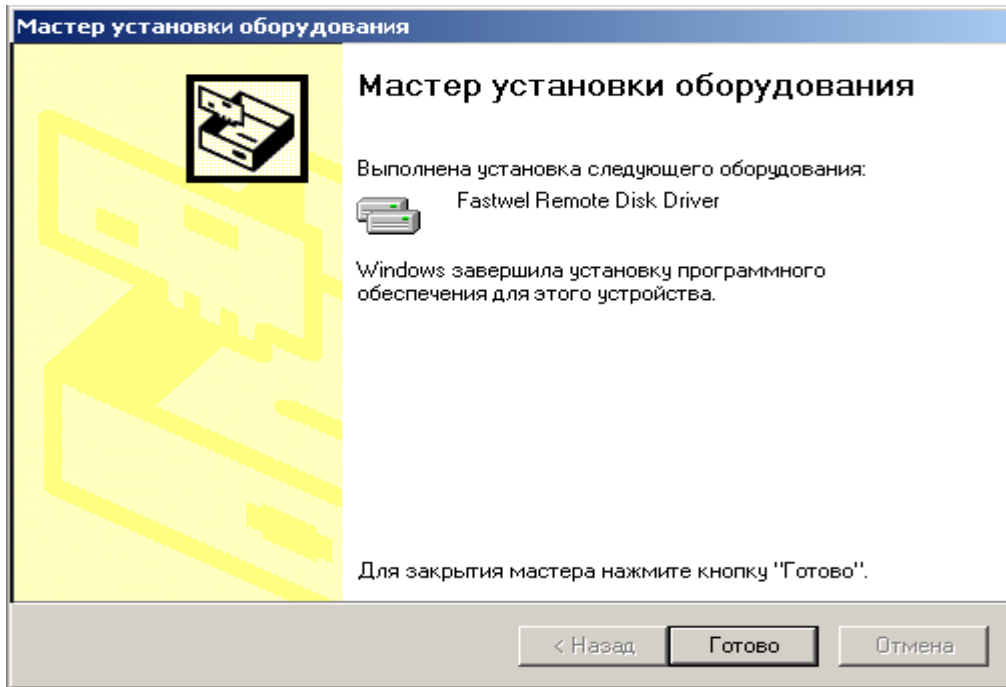 Мастер установки оборудования
Мастер установки оборудования
Выполнена установка следующего оборудования:
Fastwel Remote Disk Driver
Windows завершила установку программного
обеспечения для этого устройства.
Для закрытия мастера нажмите кнопку "Готово".
< Назад Готово Отмена